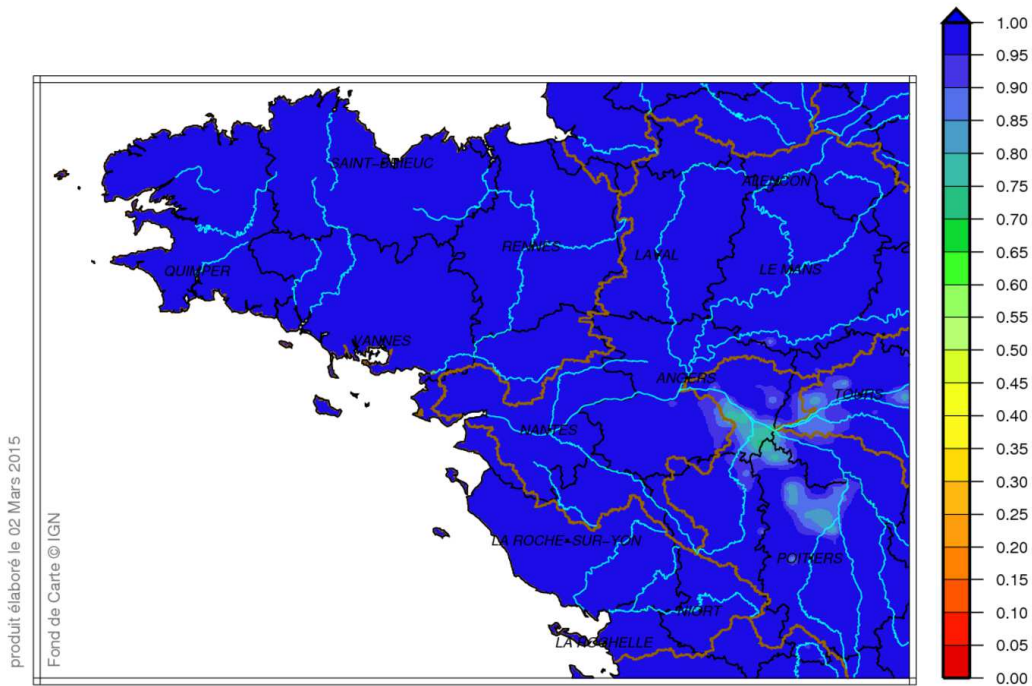 SAINT-BRIEUC
ALENÇON
RENNES
LAVAL
LE MANS
QUIMPER
VANNES
ANGERS
TOURS
NANTES
LA ROCHE-SUR-YON
POITIERS
NIORT
LA ROCHELLE
produit élaboré le 02 Mars 2015
Fond de Carte © IGN
1.00
0.95
0.90
0.85
0.80
0.75
0.70
0.65
0.60
0.55
0.50
0.45
0.40
0.35
0.30
0.25
0.20
0.15
0.10
0.05
0.00